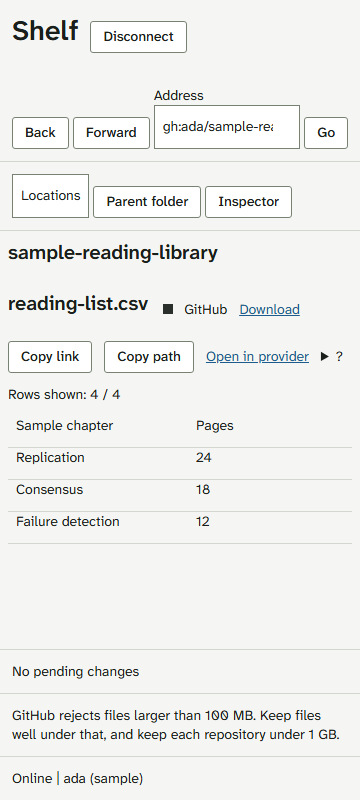 Shelf Disconnect
Address
Back Forward gh:ada/sample-rea Go
Locations Parent folder Inspector
sample-reading-library
reading-list.csv GitHub Download
Copy link Copy path Open in provider ?
Rows shown: 4 / 4
Sample chapter Pages
Replication 24
Consensus 18
Failure detection 12
No pending changes
GitHub rejects files larger than 100 MB. Keep files
well under that, and keep each repository under 1 GB.
Online | ada (sample)